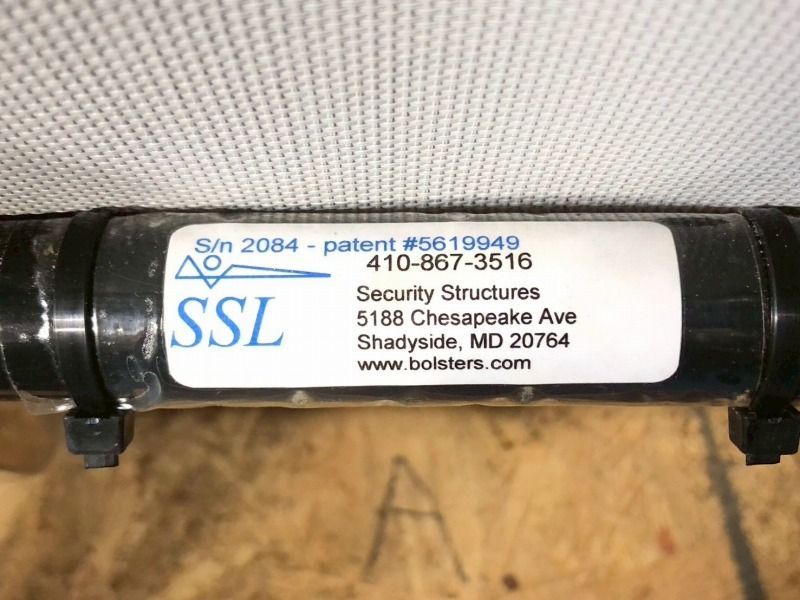 S/n 2084 - patent #5619949
410-867-3516
SSL
Security Structures
5188 Chesapeake Ave
Shadyside, MD 20764
www.bolsters.com
A